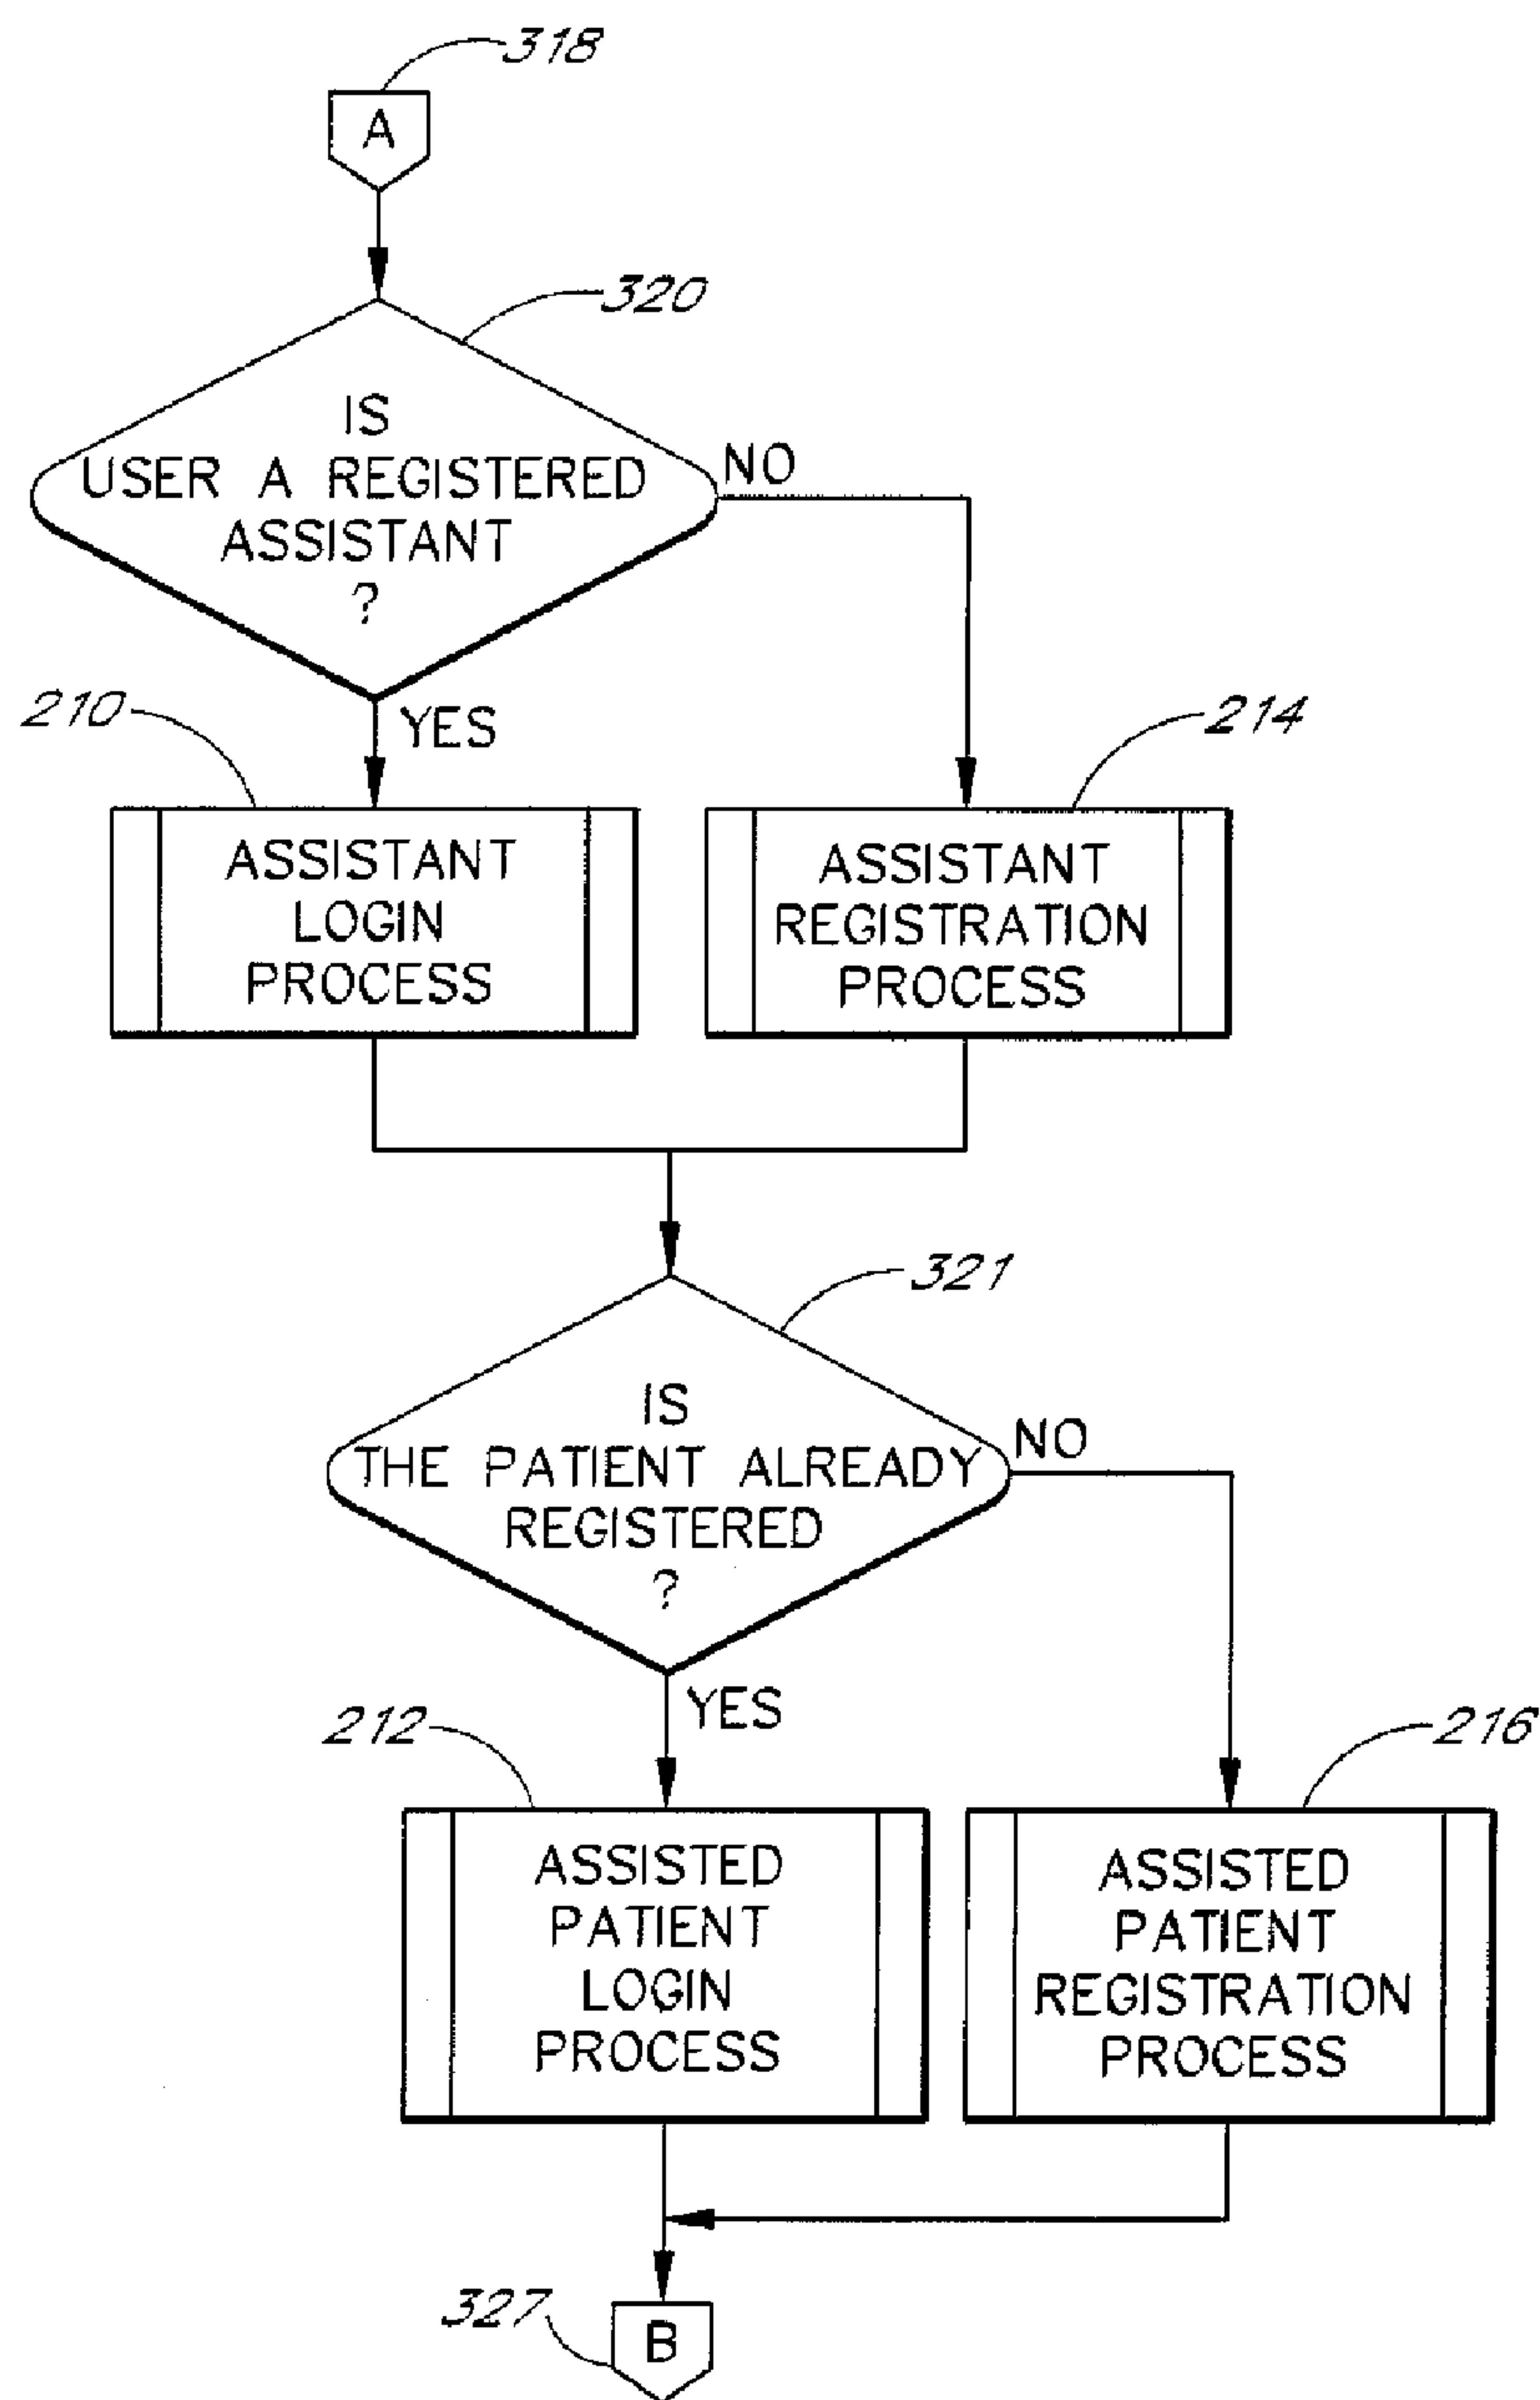 318
A
320
IS
USER A REGISTERED
ASSISTANT
?
NO
YES
210
214
ASSISTANT
LOGIN
PROCESS
ASSISTANT
REGISTRATION
PROCESS
321
IS
THE PATIENT ALREADY
REGISTERED
?
NO
YES
212
216
ASSISTED
PATIENT
LOGIN
PROCESS
ASSISTED
PATIENT
REGISTRATION
PROCESS
327
B